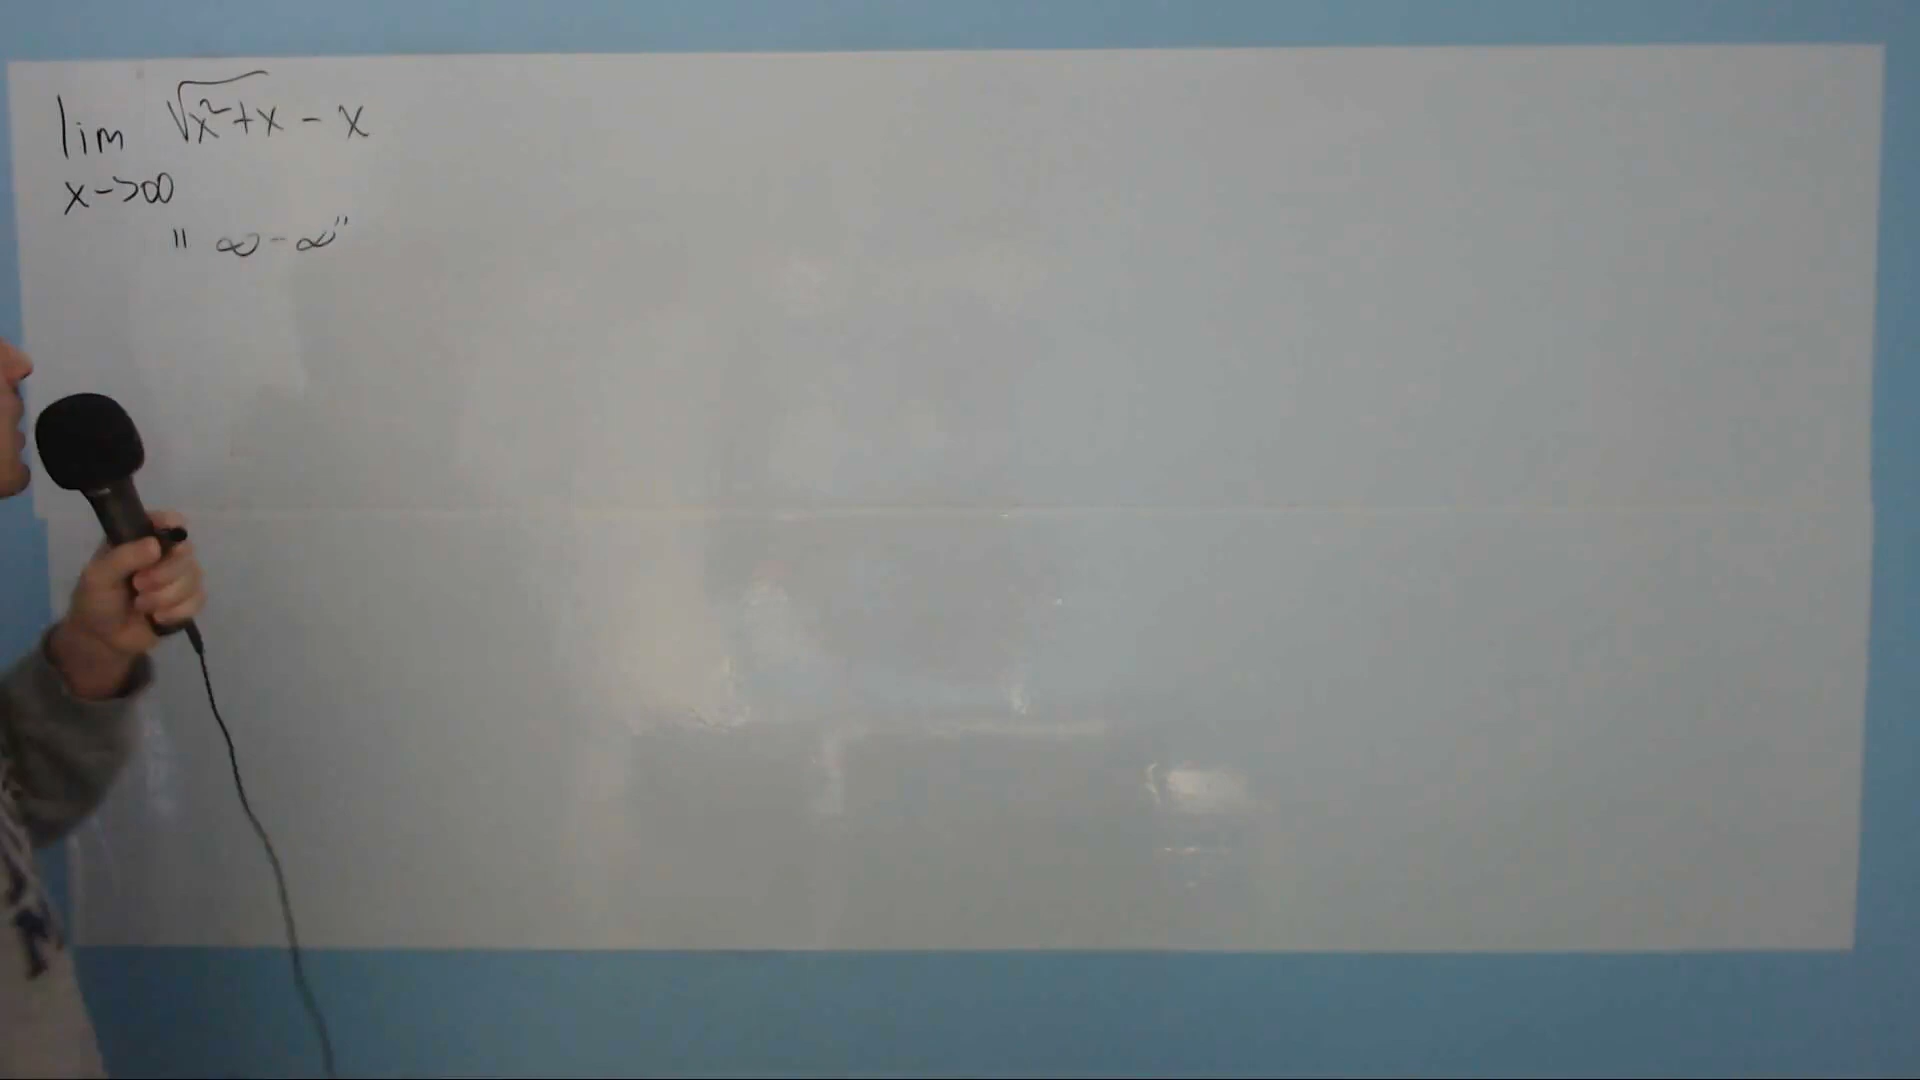 lim √x²+x - x
x->∞
" ∞-∞"